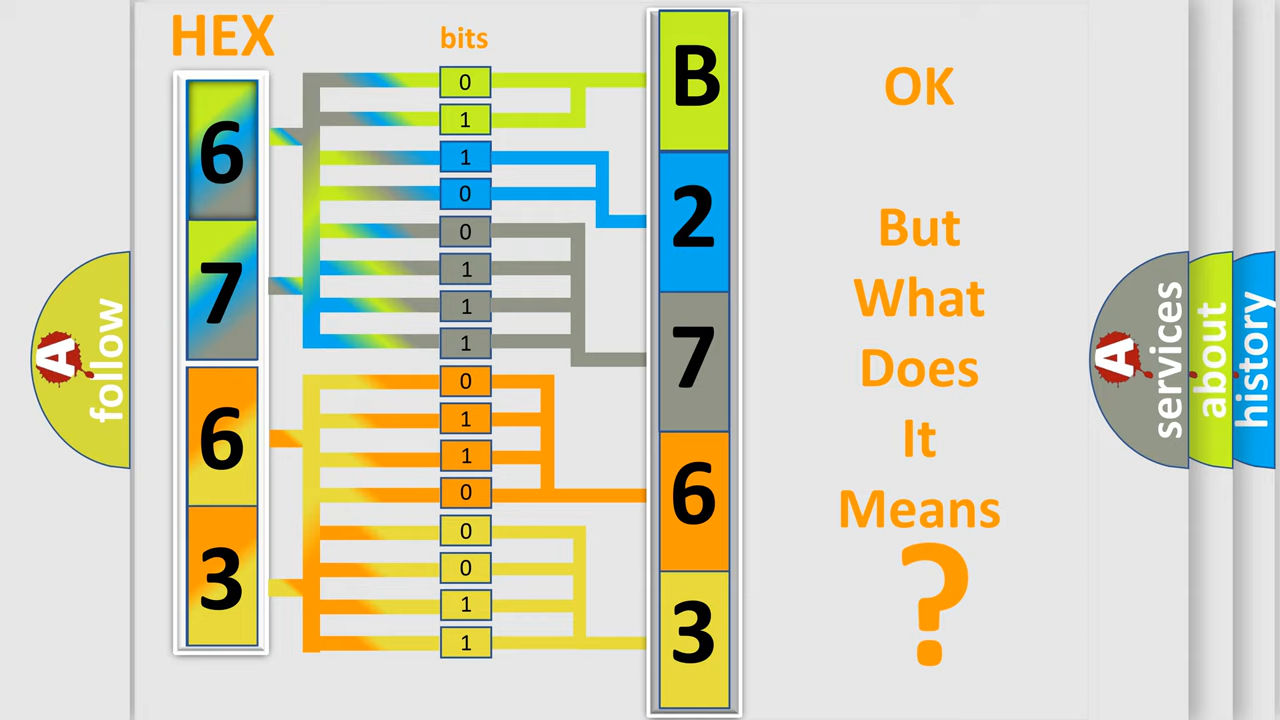 HEX
bits
6
7
6
3
0
1
1
0
0
1
1
1
0
1
1
0
0
0
1
1
B
2
7
6
3
OK
But
What
Does
It
Means
?
A
follow
A
services
about
history